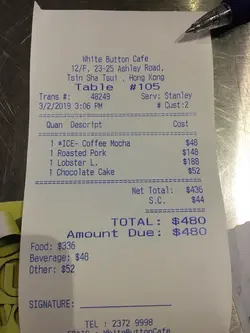 White Button Cafe
12/F, 23-25 Ashley Road,
Tsin Sha Tsui , Hong Kong
Table #105
Trans #: 48249 Serv: Stanley
3/2/2019 3:06 PM # Cust:2
Quan Descript Cost
1 *ICE- Coffee Mocha $48
1 Roasted Pork $148
1 Lobster L. $188
1 Chocolate Cake $52
Net Total: $436
S.C. $44
TOTAL: $480
Amount Due: $480
Food: $336
Beverage: $48
Other: $52
SIGNATURE:
TEL : 2372 9998
WhiteButtonCafe